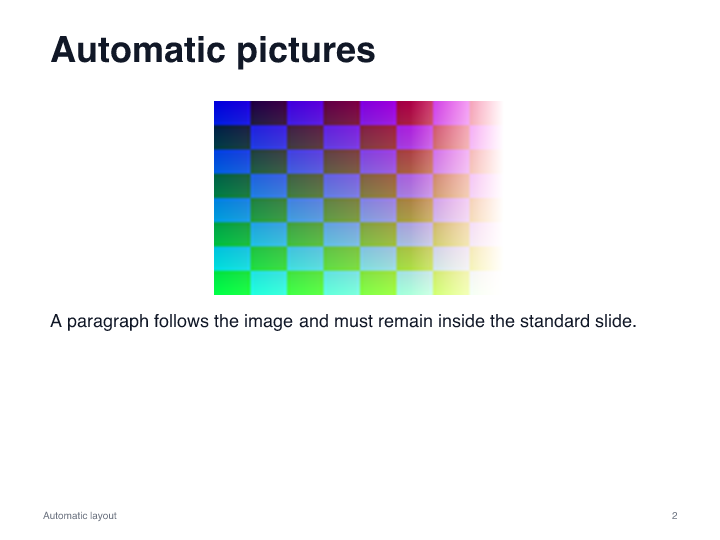 Automatic pictures
A paragraph follows the image and must remain inside the standard slide.
Automatic layout
2